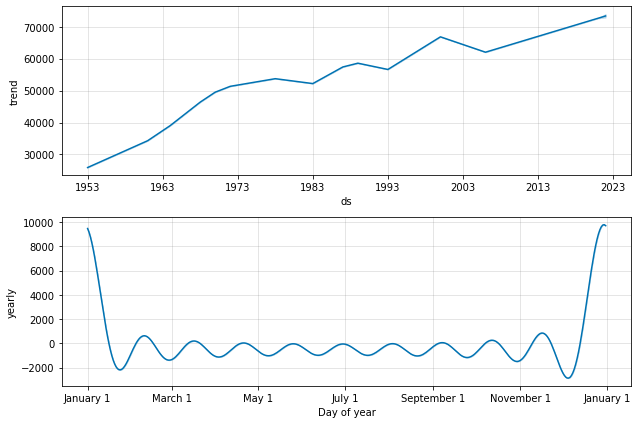 70000
60000
50000
40000
30000
trend
1953 1963 1973 1983 1993 2003 2013 2023
ds
10000
8000
6000
4000
2000
0
−2000
yearly
January 1 March 1 May 1 July 1 September 1 November 1 January 1
Day of year